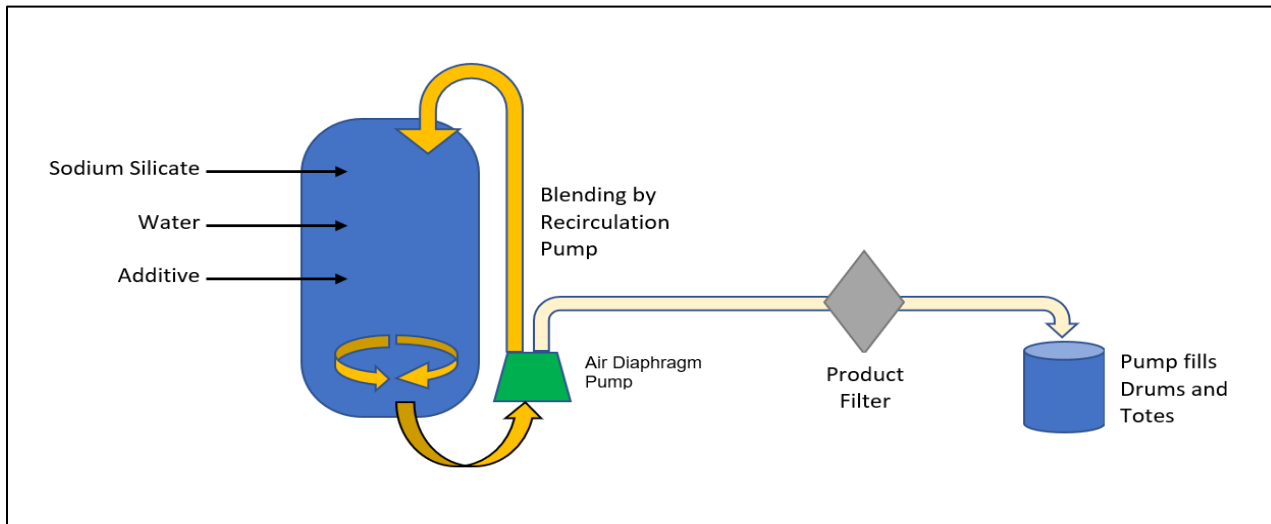 Sodium Silicate
Water
Additive
Blending by
Recirculation
Pump
Air Diaphragm
Pump
Product
Filter
Pump fills
Drums and
Totes